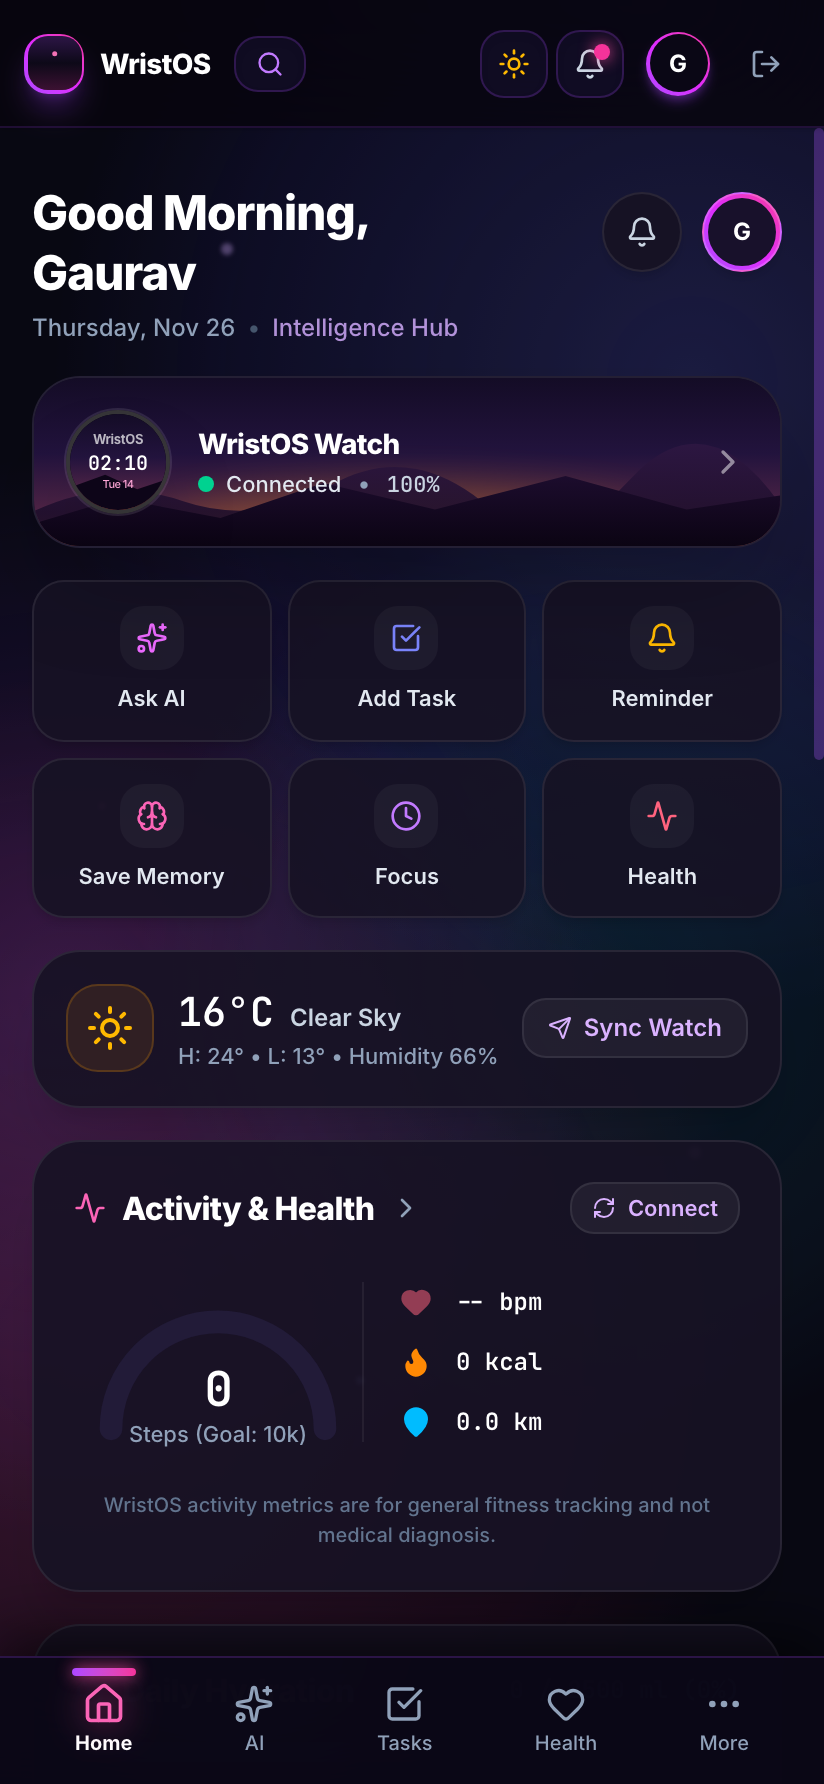 WristOS
G
Good Morning,
Gaurav
G
Thursday, Nov 26 • Intelligence Hub
WristOS
02:10
Tue 14
WristOS Watch
Connected • 100%
Ask AI
Add Task
Reminder
Save Memory
Focus
Health
16°C Clear Sky
H: 24° • L: 13° • Humidity 66%
Sync Watch
Activity & Health
Connect
0
Steps (Goal: 10k)
-- bpm
0 kcal
0.0 km
WristOS activity metrics are for general fitness tracking and not
medical diagnosis.
Home
AI
Tasks
Health
More